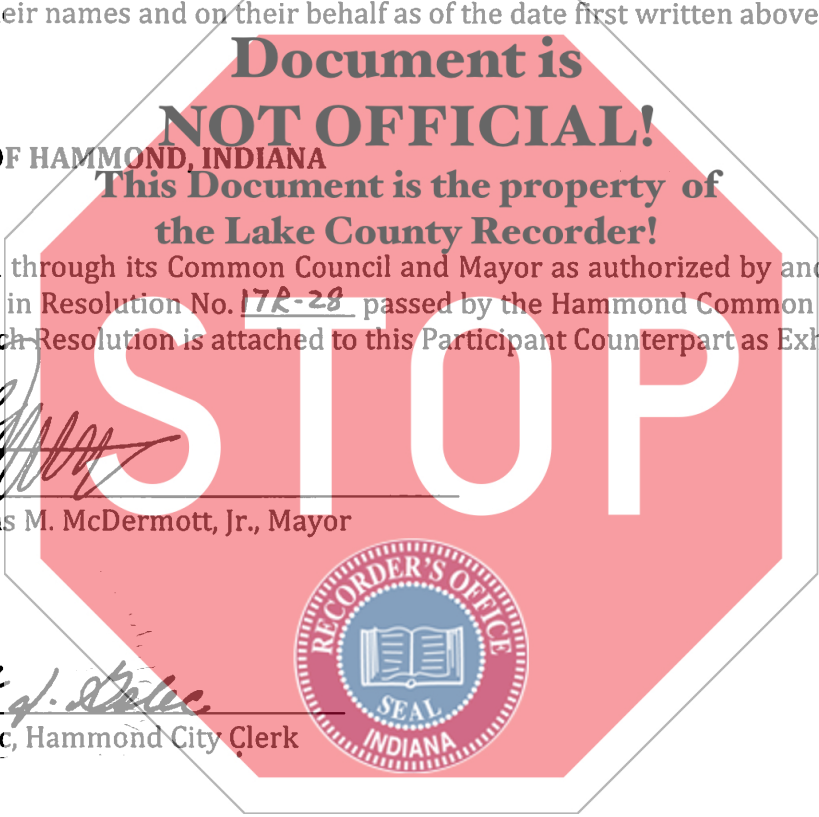 eir names and on their behalf as of the date first written above
Document is
NOT OFFICIAL!
F HAMMOND, INDIANA
This Document is the property of
the Lake County Recorder!
through its Common Council and Mayor as authorized by and
in Resolution No. 17R-28 passed by the Hammond Common
ch Resolution is attached to this Participant Counterpart as Exh
STOP
s M. McDermott, Jr., Mayor
RECORDER'S OFFICE
SEAL
INDIANA
c, Hammond City Clerk